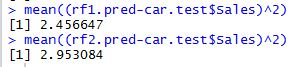 > mean((rf1.pred-car.test$Sales)^2)
[1] 2.456647
> mean((rf2.pred-car.test$Sales)^2)
[1] 2.953084